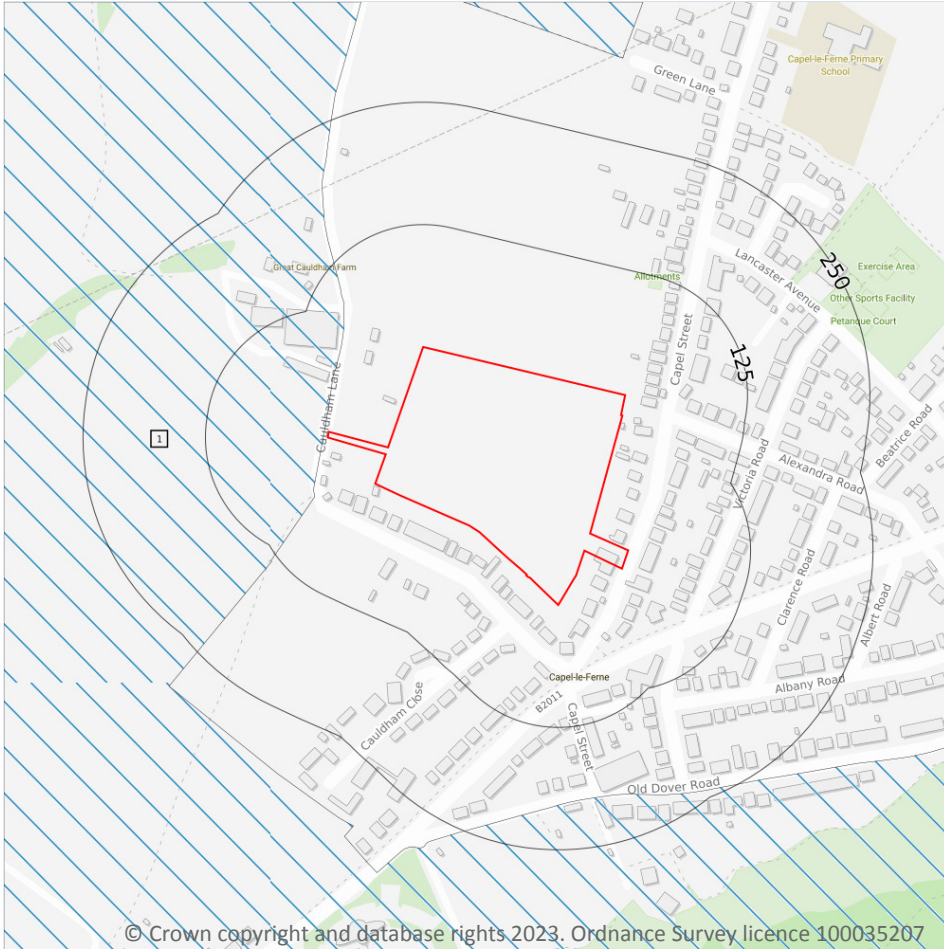 Capel-le-Ferne Primary
School
Green Lane
250
Lancaster Avenue
Exercise Area
Great Cauldham Farm
Allotments
Other Sports Facility
Petanque Court
Capel Street
125
Cauldham Lane
1
Beatrice Road
Victoria Road
Alexandra Road
Clarence Road
Albert Road
Capel-le-Ferne
Albany Road
B2011
Cauldham Close
Capel Street
Old Dover Road
© Crown copyright and database rights 2023. Ordnance Survey licence 100035207